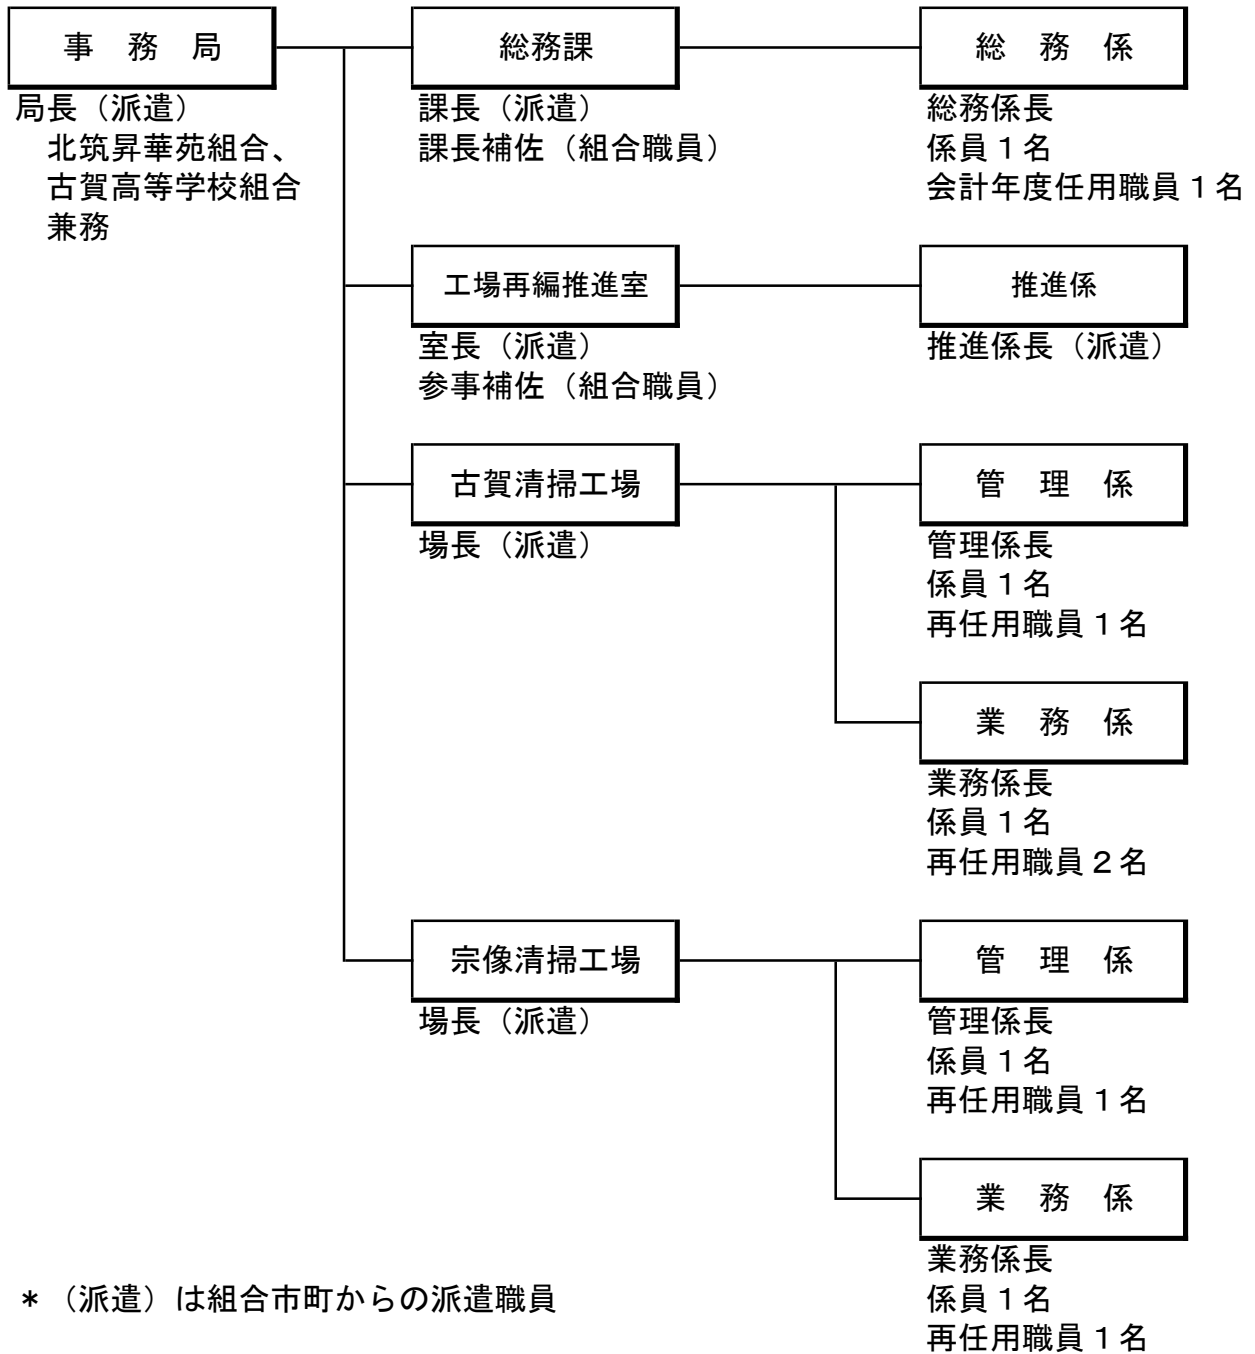 事　務　局
局長（派遣）
北筑昇華苑組合、
古賀高等学校組合
兼務
総務課
課長（派遣）
課長補佐（組合職員）
総　務　係
総務係長
係員１名
会計年度任用職員１名
工場再編推進室
室長（派遣）
参事補佐（組合職員）
推進係
推進係長（派遣）
古賀清掃工場
場長（派遣）
管　理　係
管理係長
係員１名
再任用職員１名
業　務　係
業務係長
係員１名
再任用職員２名
宗像清掃工場
場長（派遣）
管　理　係
管理係長
係員１名
再任用職員１名
業　務　係
業務係長
係員１名
再任用職員１名
＊（派遣）は組合市町からの派遣職員